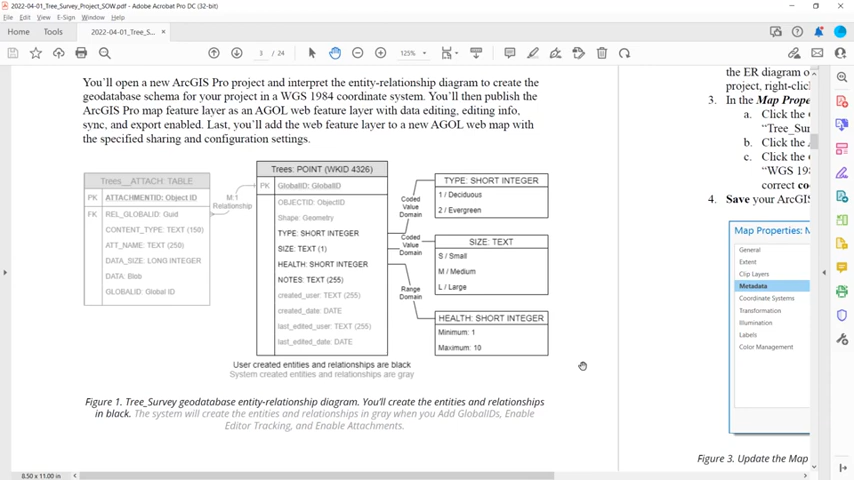 2022-04-01_Tree_Survey_Project_SOW.pdf - Adobe Acrobat Pro DC (32-bit)
File Edit View E-Sign Window Help
Home Tools 2022-04-01_Tree_Sur... ×
3 / 24 125%
You'll open a new ArcGIS Pro project and interpret the entity-relationship diagram to create the
geodatabase schema for your project in a WGS 1984 coordinate system. You'll then publish the
ArcGIS Pro map feature layer as an AGOL web feature layer with data editing, editing info,
sync, and export enabled. Last, you'll add the web feature layer to a new AGOL web map with
the specified sharing and configuration settings.
Trees__ATTACH: TABLE
PK ATTACHMENTID: Object ID
FK REL_GLOBALID: Guid
CONTENT_TYPE: TEXT (150)
ATT_NAME: TEXT (250)
DATA_SIZE: LONG INTEGER
DATA: Blob
GLOBALID: Global ID
M:1
Relationship
Trees: POINT (WKID 4326)
PK GlobalID: GlobalID
OBJECTID: ObjectID
Shape: Geometry
TYPE: SHORT INTEGER
SIZE: TEXT (1)
HEALTH: SHORT INTEGER
NOTES: TEXT (255)
created_user: TEXT (255)
created_date: DATE
last_edited_user: TEXT (255)
last_edited_date: DATE
Coded
Value
Domain
Coded
Value
Domain
Range
Domain
TYPE: SHORT INTEGER
1 / Deciduous
2 / Evergreen
SIZE: TEXT
S / Small
M / Medium
L / Large
HEALTH: SHORT INTEGER
Minimum: 1
Maximum: 10
User created entities and relationships are black
System created entities and relationships are gray
Figure 1. Tree_Survey geodatabase entity-relationship diagram. You'll create the entities and relationships
in black. The system will create the entities and relationships in gray when you Add GlobalIDs, Enable
Editor Tracking, and Enable Attachments.
8.50 x 11.00 in
the ER diagram o
project, right-clic
3. In the Map Prope
a. Click the
"Tree_Sur
b. Click the
c. Click the
"WGS 198
correct co
4. Save your ArcGI
Map Properties: M
General
Extent
Clip Layers
Metadata
Coordinate Systems
Transformation
Illumination
Labels
Color Management
Figure 3. Update the Map